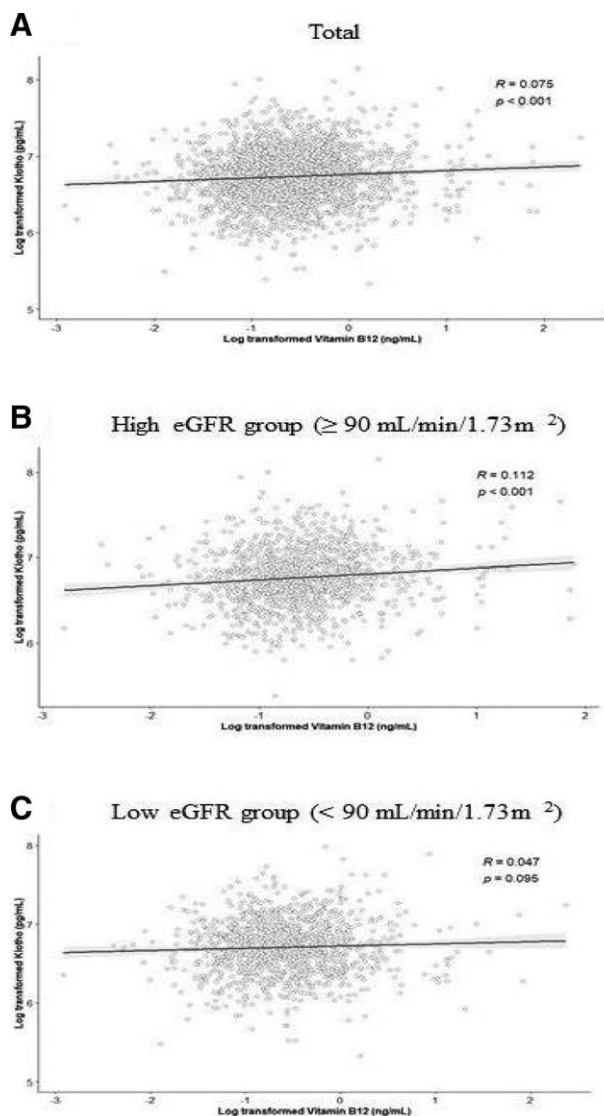 A
Total
R = 0.075
p < 0.001
8
7
6
5
Log transformed Klotho (pg/mL)
-3 -2 -1 0 1 2
Log transformed Vitamin B12 (ng/mL)
B
High eGFR group (≥ 90 mL/min/1.73m 2)
R = 0.112
p < 0.001
8
7
6
Log transformed Klotho (pg/mL)
-3 -2 -1 0 1 2
Log transformed Vitamin B12 (ng/mL)
C
Low eGFR group (< 90 mL/min/1.73m 2)
R = 0.047
p = 0.095
8
7
6
5
Log transformed Klotho (pg/mL)
-3 -2 -1 0 1 2
Log transformed Vitamin B12 (ng/mL)